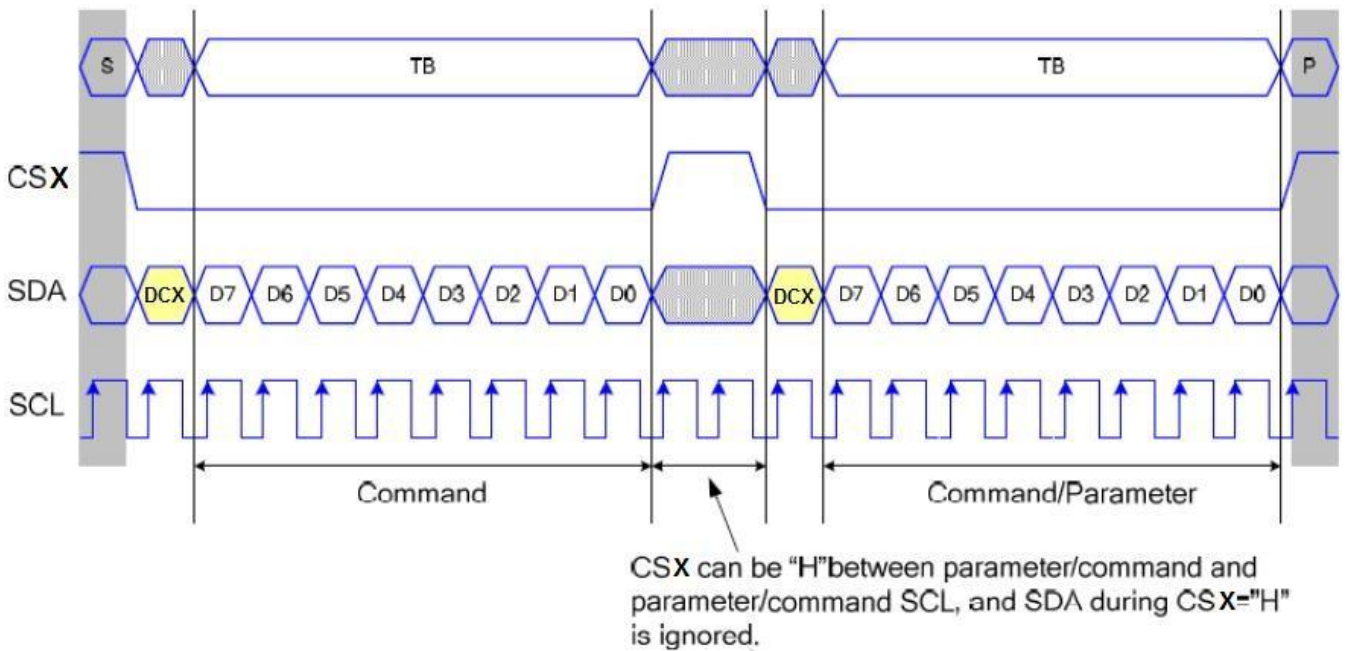 S TB TB P
CSX
SDA DCX D7 D6 D5 D4 D3 D2 D1 D0 DCX D7 D6 D5 D4 D3 D2 D1 D0
SCL
Command Command/Parameter
CSX can be “H”between parameter/command and
parameter/command SCL, and SDA during CSX="H"
is ignored.